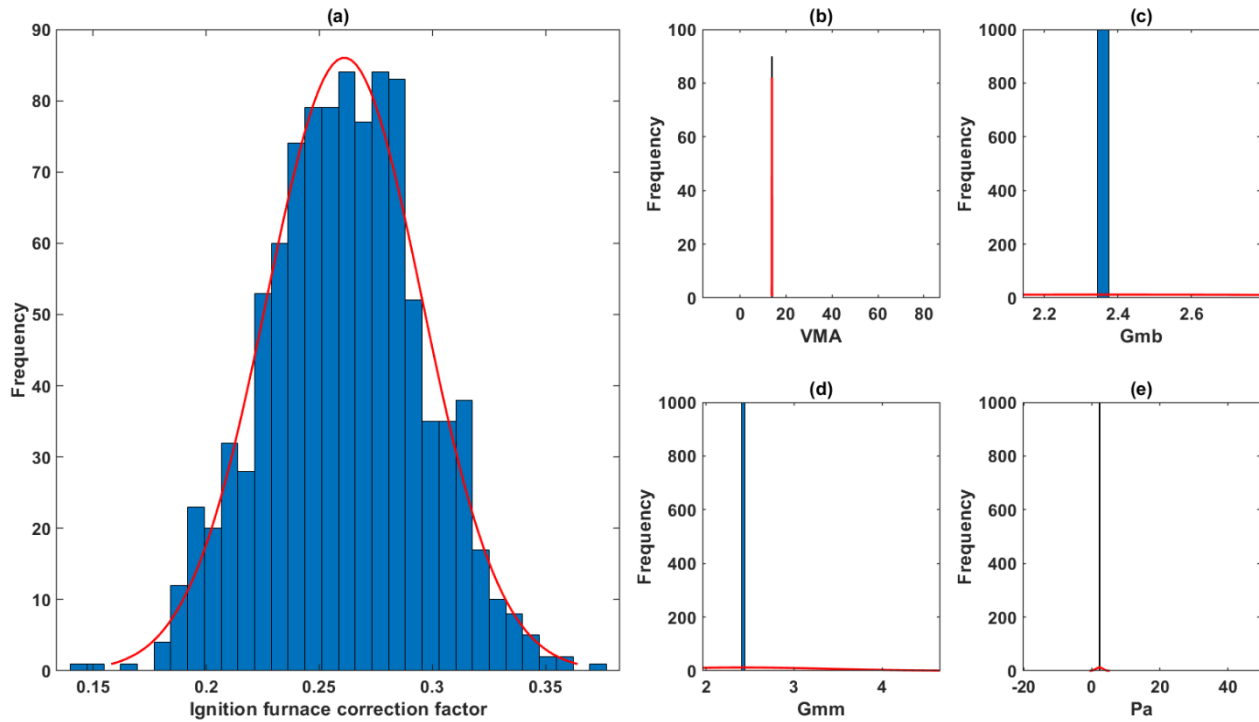 (a)
90
80
70
60
50
40
30
20
10
0
Frequency
0.15 0.2 0.25 0.3 0.35
Ignition furnace correction factor
(b)
100
80
60
40
20
0
Frequency
0 20 40 60 80
VMA
(c)
1000
800
600
400
200
0
Frequency
2.2 2.4 2.6
Gmb
(d)
1000
800
600
400
200
0
Frequency
2 3 4
Gmm
(e)
1000
800
600
400
200
0
Frequency
-20 0 20 40
Pa